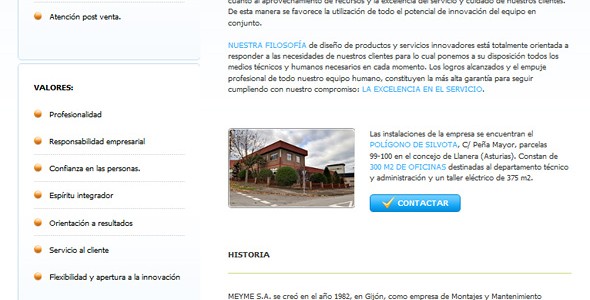 Atención post venta.
VALORES:
Profesionalidad
Responsabilidad empresarial
Confianza en las personas.
Espíritu integrador
Orientación a resultados
Servicio al cliente
Flexibilidad y apertura a la innovación
cuanto al aprovechamiento de recursos y la excelencia del servicio y cuidado de nuestros clientes.
De esta manera se favorece la utilización de todo el potencial de innovación del equipo en
conjunto.
NUESTRA FILOSOFÍA de diseño de productos y servicios innovadores está totalmente orientada a
responder a las necesidades de nuestros clientes para lo cual ponemos a su disposición todos los
medios técnicos y humanos necesarios en cada momento. Los logros alcanzados y el empuje
profesional de todo nuestro equipo humano, constituyen la más alta garantía para seguir
cumpliendo con nuestro compromiso: LA EXCELENCIA EN EL SERVICIO.
Las instalaciones de la empresa se encuentran el
POLÍGONO DE SILVOTA, C/ Peña Mayor, parcelas
99-100 en el concejo de Llanera (Asturias). Constan de
300 M2 DE OFICINAS destinadas al departamento técnico
y administración y un taller eléctrico de 375 m2.
CONTACTAR
HISTORIA
MEYME S.A. se creó en el año 1982, en Gijón, como empresa de Montajes y Mantenimiento